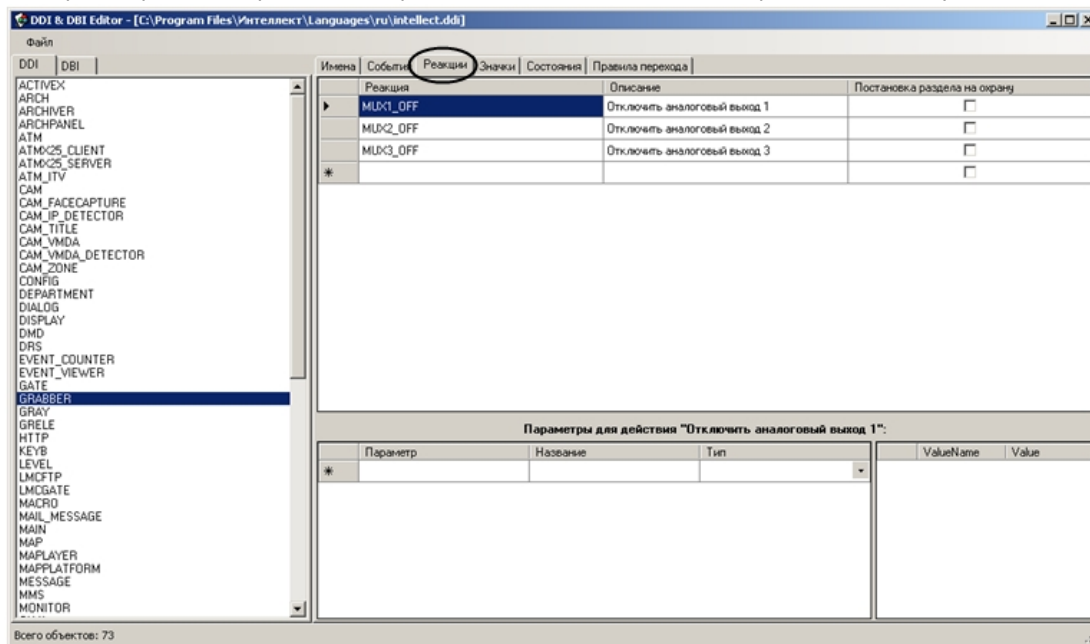 DDI & DBI Editor - [C:\Program Files\Интеллект\Languages\ru\intellect.ddi]
Файл
DDI
DBI
ACTIVEX
ARCH
ARCHIVER
ARCHPANEL
ATM
ATMX25_CLIENT
ATMX25_SERVER
ATM_ITV
CAM
CAM_FACECAPTURE
CAM_IP_DETECTOR
CAM_TITLE
CAM_VMDA
CAM_VMDA_DETECTOR
CAM_ZONE
CONFIG
DEPARTMENT
DIALOG
DISPLAY
DMD
DRS
EVENT_COUNTER
EVENT_VIEWER
GATE
GRABBER
GRAY
GRELE
HTTP
KEYB
LEVEL
LMCFTP
LMCGATE
MACRO
MAIL_MESSAGE
MAIN
MAP
MAPLAYER
MAPPLATFORM
MESSAGE
MMS
MONITOR
Имена События Реакции Значки Состояния Правила перехода
Реакция Описание Постановка раздела на охрану
MUX1_OFF Отключить аналоговый выход 1
MUX2_OFF Отключить аналоговый выход 2
MUX3_OFF Отключить аналоговый выход 3
*
Параметры для действия "Отключить аналоговый выход 1":
Параметр Название Тип
*
ValueName Value
Всего объектов: 73